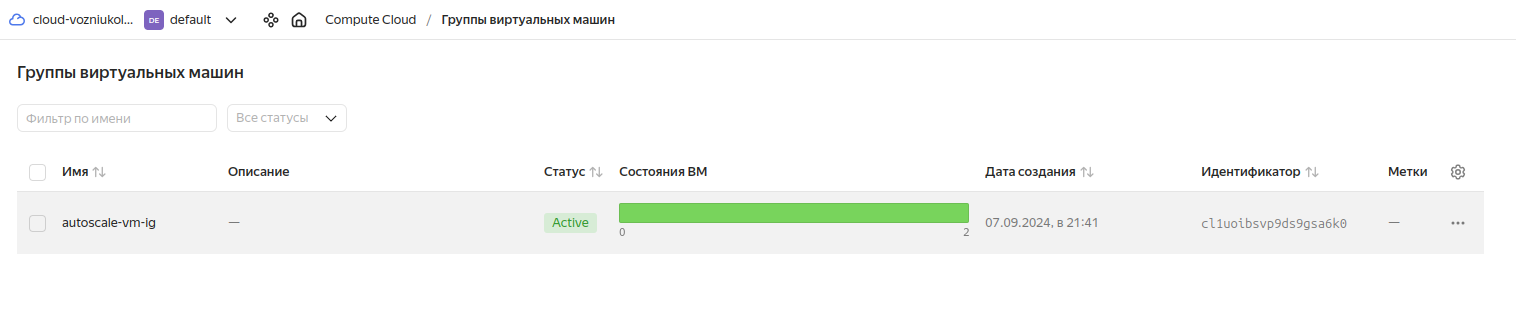 cloud-vozniukol... DE default Compute Cloud / Группы виртуальных машин
Группы виртуальных машин
Фильтр по имени Все статусы
Имя Описание Статус Состояния ВМ Дата создания Идентификатор Метки
autoscale-vm-ig — Active 07.09.2024, в 21:41 cl1uoibsvp9ds9gsa6k0 — ...
0 2